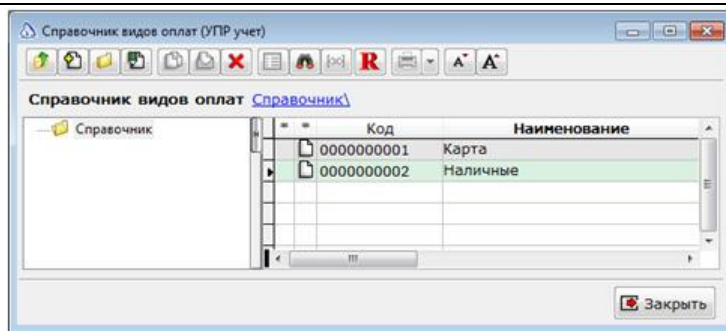 Справочник видов оплат (УПР учет)
R A A
Справочник видов оплат Справочник\
Справочник
* * Код Наименование
0000000001 Карта
0000000002 Наличные
Закрыть